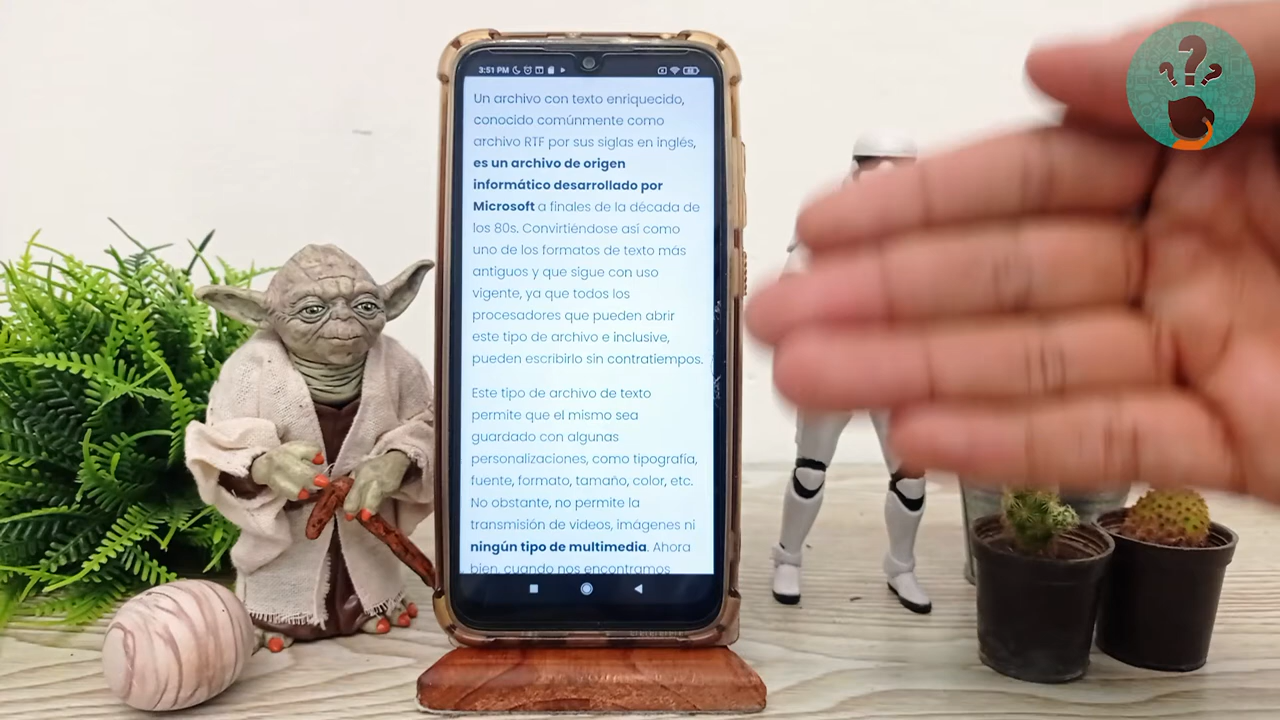 3:51 PM
Un archivo con texto enriquecido,
conocido comúnmente como
archivo RTF por sus siglas en inglés,
es un archivo de origen
informático desarrollado por
Microsoft a finales de la década de
los 80s. Convirtiéndose así como
uno de los formatos de texto más
antiguos y que sigue con uso
vigente, ya que todos los
procesadores que pueden abrir
este tipo de archivo e inclusive,
pueden escribirlo sin contratiempos.
Este tipo de archivo de texto
permite que el mismo sea
guardado con algunas
personalizaciones, como tipografía,
fuente, formato, tamaño, color, etc.
No obstante, no permite la
transmisión de vídeos, imágenes ni
ningún tipo de multimedia. Ahora
bien, cuando nos encontramos